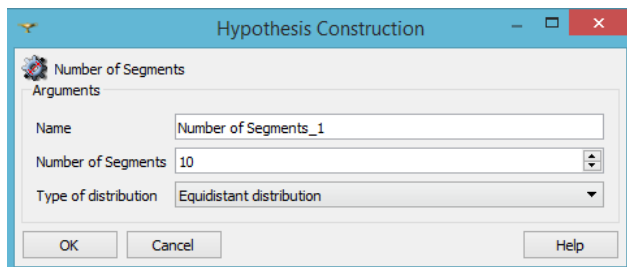 Hypothesis Construction
Number of Segments
Arguments
Name Number of Segments_1
Number of Segments 10
Type of distribution Equidistant distribution
OK Cancel Help